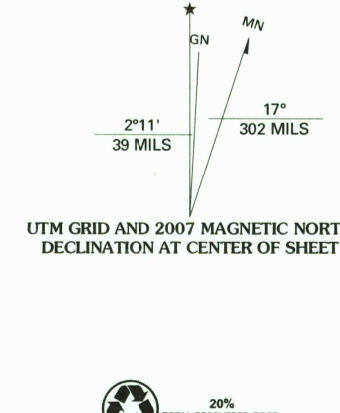 ★
MN
GN
2°11'
39 MILS
17°
302 MILS
UTM GRID AND 2007 MAGNETIC NORT
DECLINATION AT CENTER OF SHEET
20%